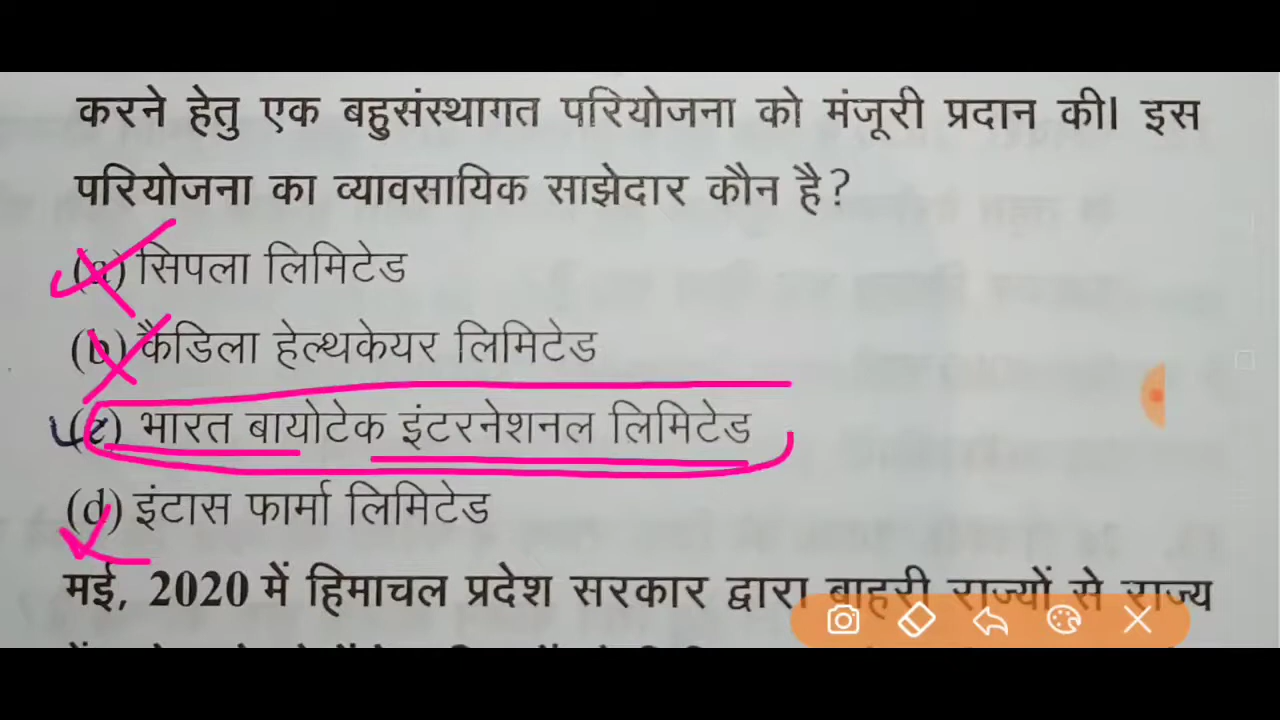 करने हेतु एक बहुसंस्थागत परियोजना को मंजूरी प्रदान की। इस
परियोजना का व्यावसायिक साझेदार कौन है?
(a) सिपला लिमिटेड
(b) कैडिला हेल्थकेयर लिमिटेड
(c) भारत बायोटेक इंटरनेशनल लिमिटेड
(d) इंटास फार्मा लिमिटेड
मई, 2020 में हिमाचल प्रदेश सरकार द्वारा बाहरी राज्यों से राज्य